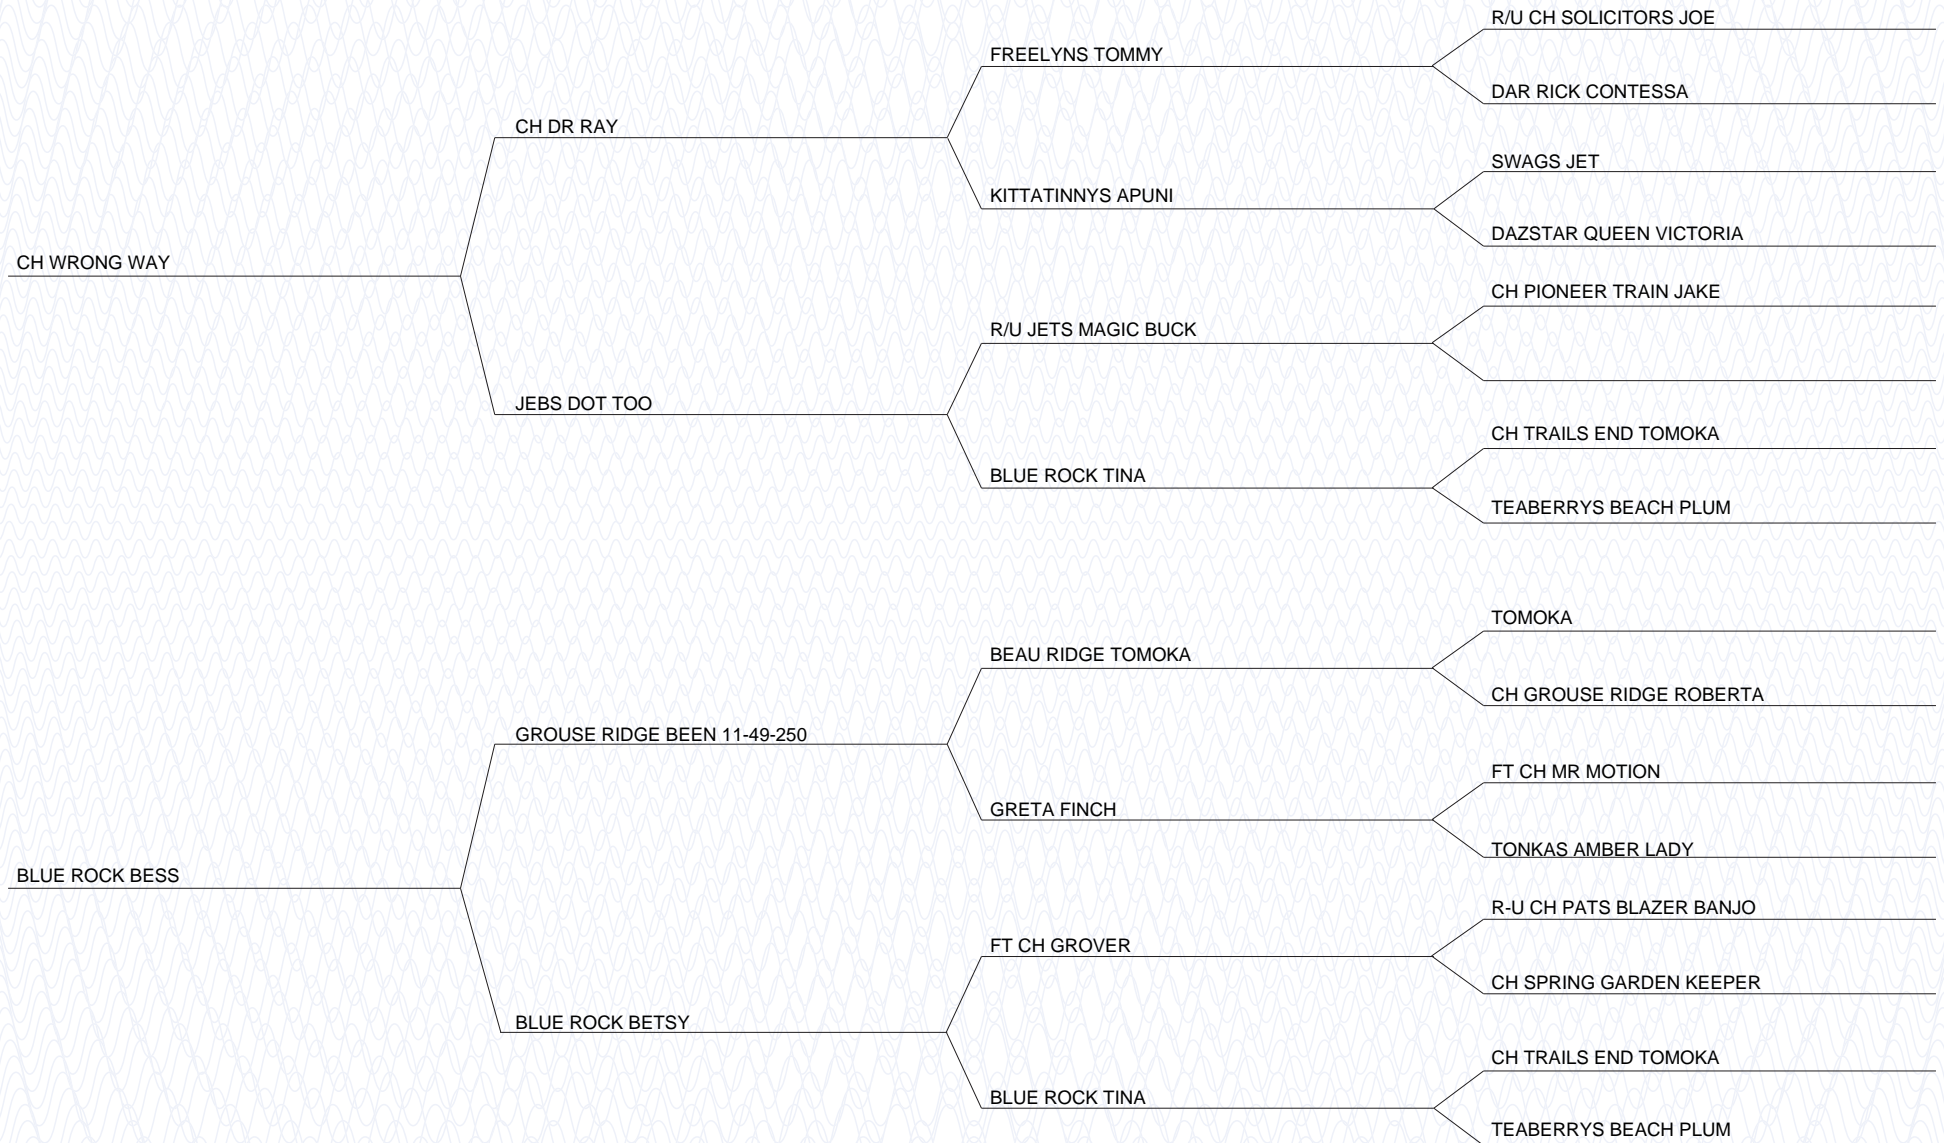 R/U CH SOLICITORS JOE
FREELYNS TOMMY
DAR RICK CONTESSA
CH DR RAY
SWAGS JET
KITTATINNYS APUNI
DAZSTAR QUEEN VICTORIA
CH WRONG WAY
CH PIONEER TRAIN JAKE
R/U JETS MAGIC BUCK
JEBS DOT TOO
CH TRAILS END TOMOKA
BLUE ROCK TINA
TEABERRYS BEACH PLUM
TOMOKA
BEAU RIDGE TOMOKA
CH GROUSE RIDGE ROBERTA
GROUSE RIDGE BEEN 11-49-250
FT CH MR MOTION
GRETA FINCH
TONKAS AMBER LADY
BLUE ROCK BESS
R-U CH PATS BLAZER BANJO
FT CH GROVER
CH SPRING GARDEN KEEPER
BLUE ROCK BETSY
CH TRAILS END TOMOKA
BLUE ROCK TINA
TEABERRYS BEACH PLUM